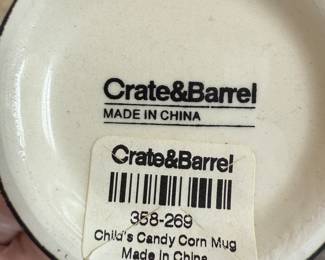 Crate&Barrel
MADE IN CHINA
Crate&Barrel
358-269
Child's Candy Corn Mug
Made in China